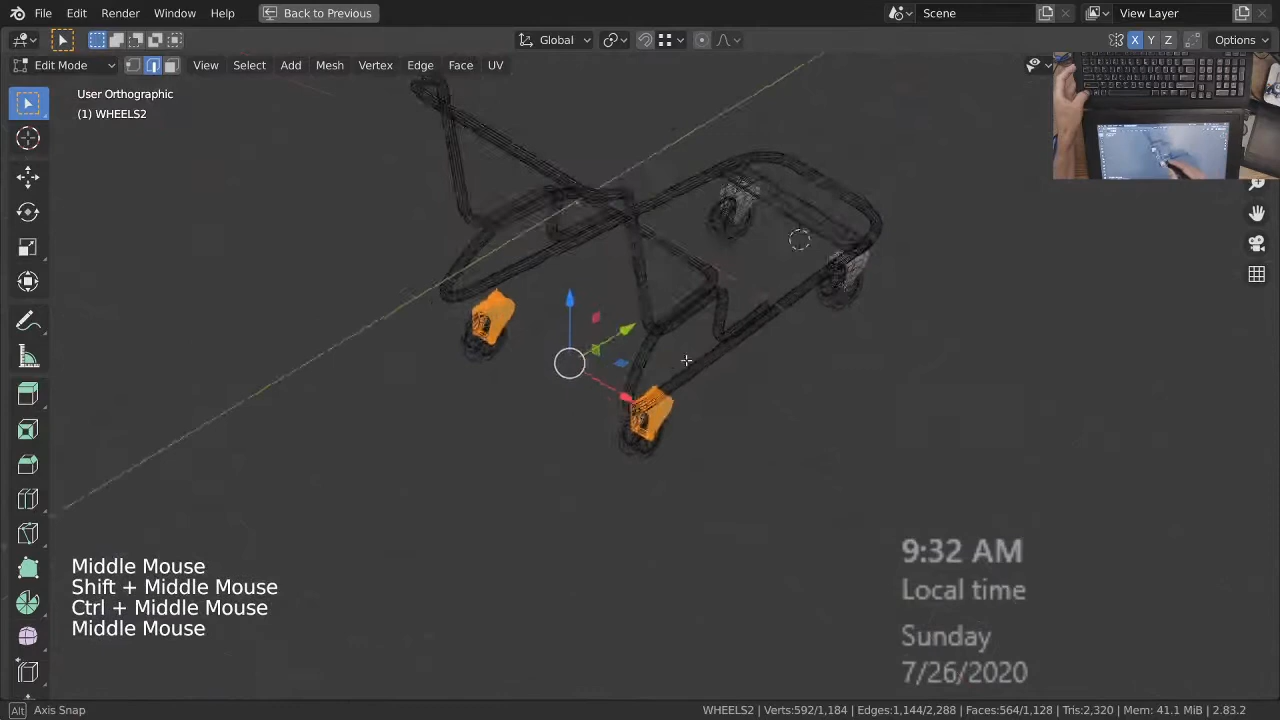 File Edit Render Window Help Back to Previous Scene View Layer
Global X Y Z Options
Edit Mode View Select Add Mesh Vertex Edge Face UV
User Orthographic
(1) WHEELS2
Middle Mouse
Shift + Middle Mouse
Ctrl + Middle Mouse
Middle Mouse
9:32 AM
Local time
Sunday
7/26/2020
Alt Axis Snap WHEELS2 | Verts:592/1,184 | Edges:1,144/2,288 | Faces:564/1,128 | Tris:2,320 | Mem: 41.1 MiB | 2.83.2